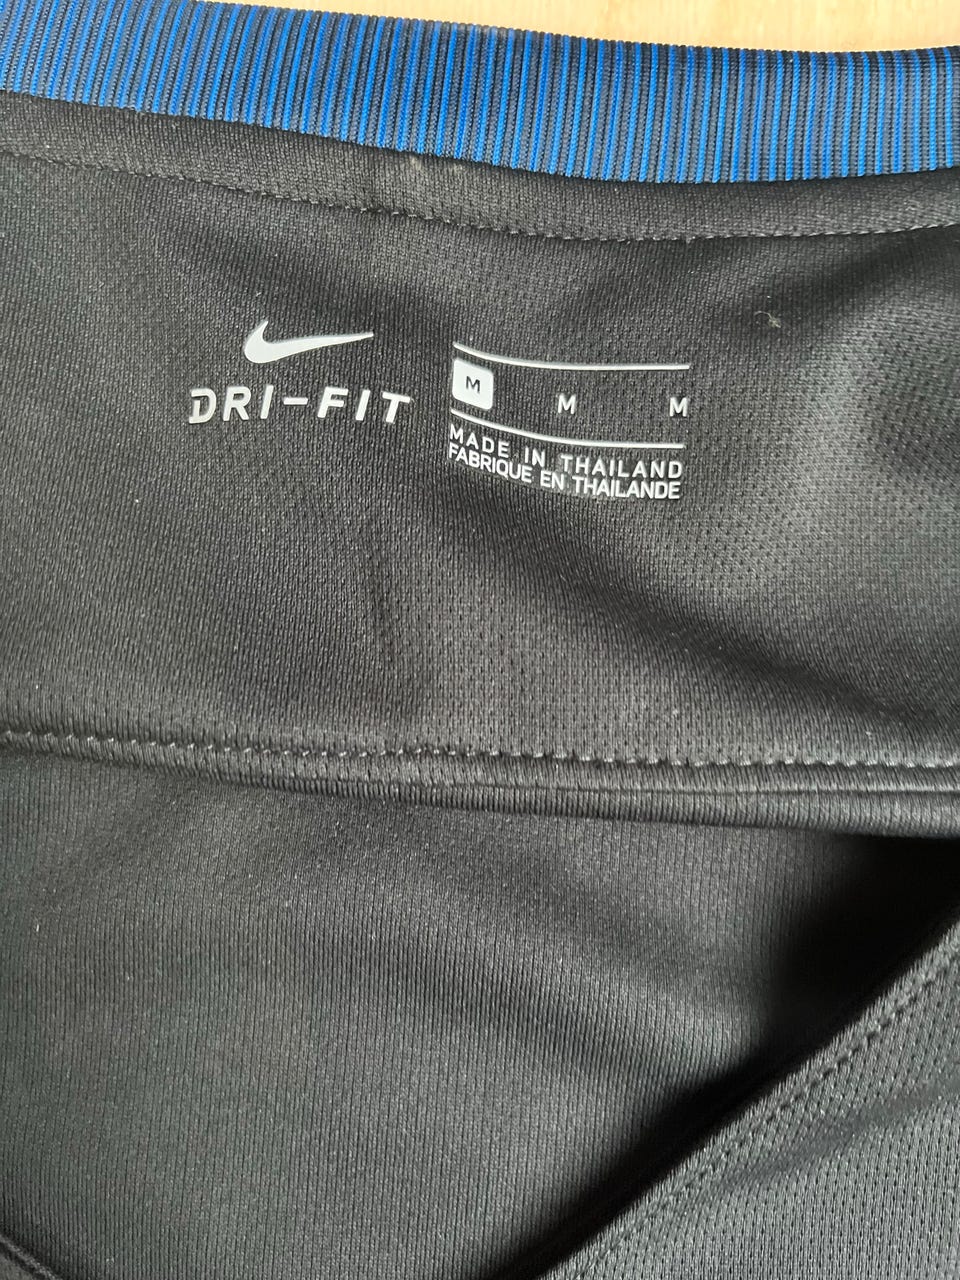 DRI-FIT
M M M
MADE IN THAILAND
FABRIQUE EN THAILANDE